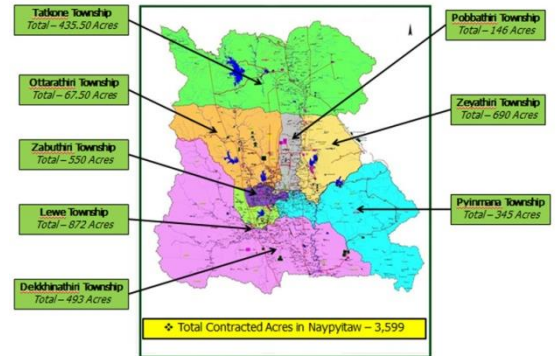 Tatkone Township
Total – 435.50 Acres
Pobbathiri Township
Total – 146 Acres
Ottarathiri Township
Total – 67.50 Acres
Zeyathiri Township
Total – 690 Acres
Zabuthiri Township
Total – 550 Acres
Lewe Township
Total – 872 Acres
Pyinmana Township
Total – 345 Acres
Dekkhinathiri Township
Total – 493 Acres
❖ Total Contracted Acres in Naypyitaw – 3,599